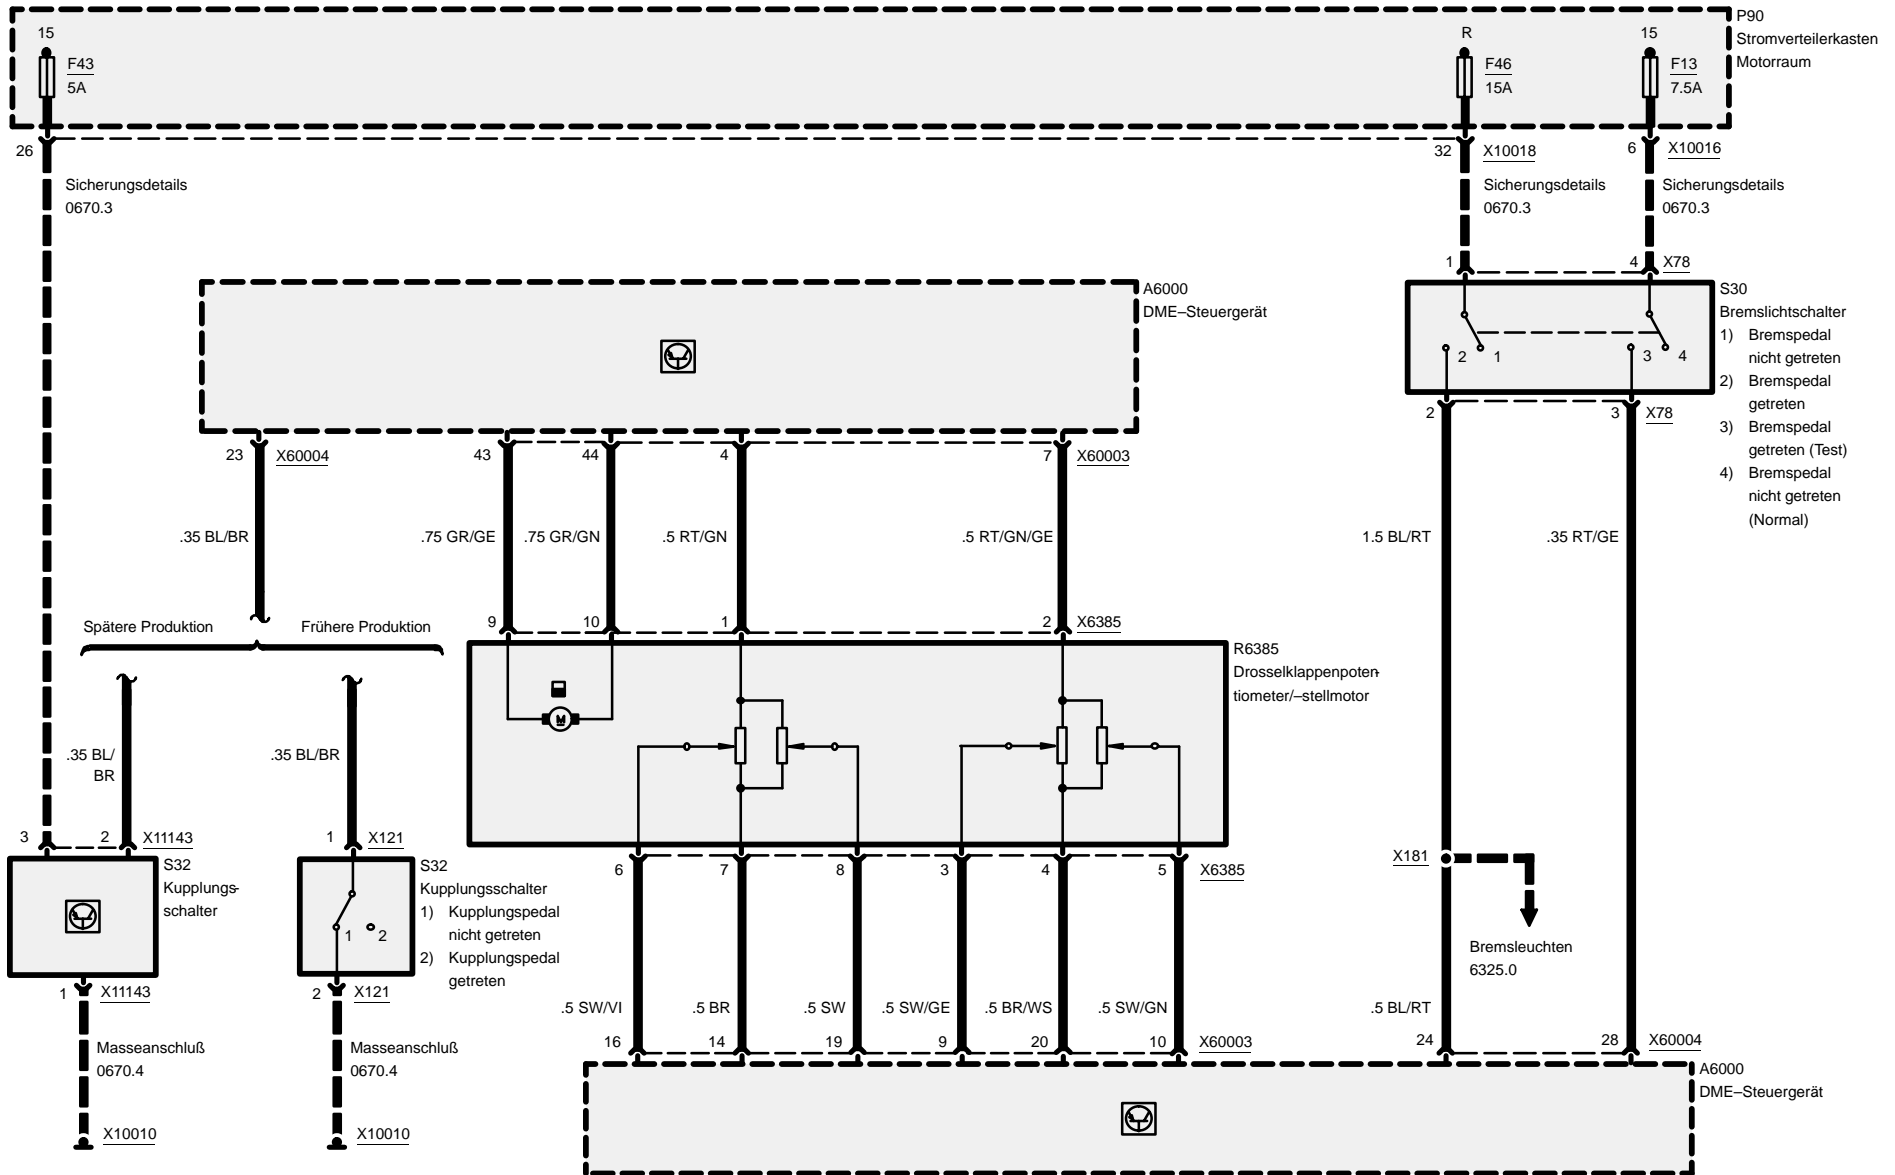 P90
Stromverteilerkasten
Motorraum
15
F43
5A
R
F46
15A
15
F13
7.5A
26
32
X10018
6
X10016
Sicherungsdetails
0670.3
Sicherungsdetails
0670.3
Sicherungsdetails
0670.3
1
4
X78
A6000
DME–Steuergerät
S30
Bremslichtschalter
1) Bremspedal
nicht getreten
2) Bremspedal
getreten
3) Bremspedal
getreten (Test)
4) Bremspedal
nicht getreten
(Normal)
2
1
3
4
2
3
X78
23
X60004
43
44
4
7
X60003
.35 BL/BR
.75 GR/GE
.75 GR/GN
.5 RT/GN
.5 RT/GN/GE
1.5 BL/RT
.35 RT/GE
Spätere Produktion
Frühere Produktion
9
10
1
2
X6385
R6385
Drosselklappenpoten-
tiometer/–stellmotor
M
.35 BL/
BR
.35 BL/BR
3
2
X11143
1
X121
S32
Kupplungs-
schalter
S32
Kupplungsschalter
1) Kupplungspedal
nicht getreten
2) Kupplungspedal
getreten
1
2
6
7
8
3
4
5
X6385
X181
Bremsleuchten
6325.0
1
X11143
2
X121
.5 SW/VI
.5 BR
.5 SW
.5 SW/GE
.5 BR/WS
.5 SW/GN
.5 BL/RT
16
14
19
9
20
10
X60003
24
28
X60004
Masseanschluß
0670.4
Masseanschluß
0670.4
A6000
DME–Steuergerät
X10010
X10010